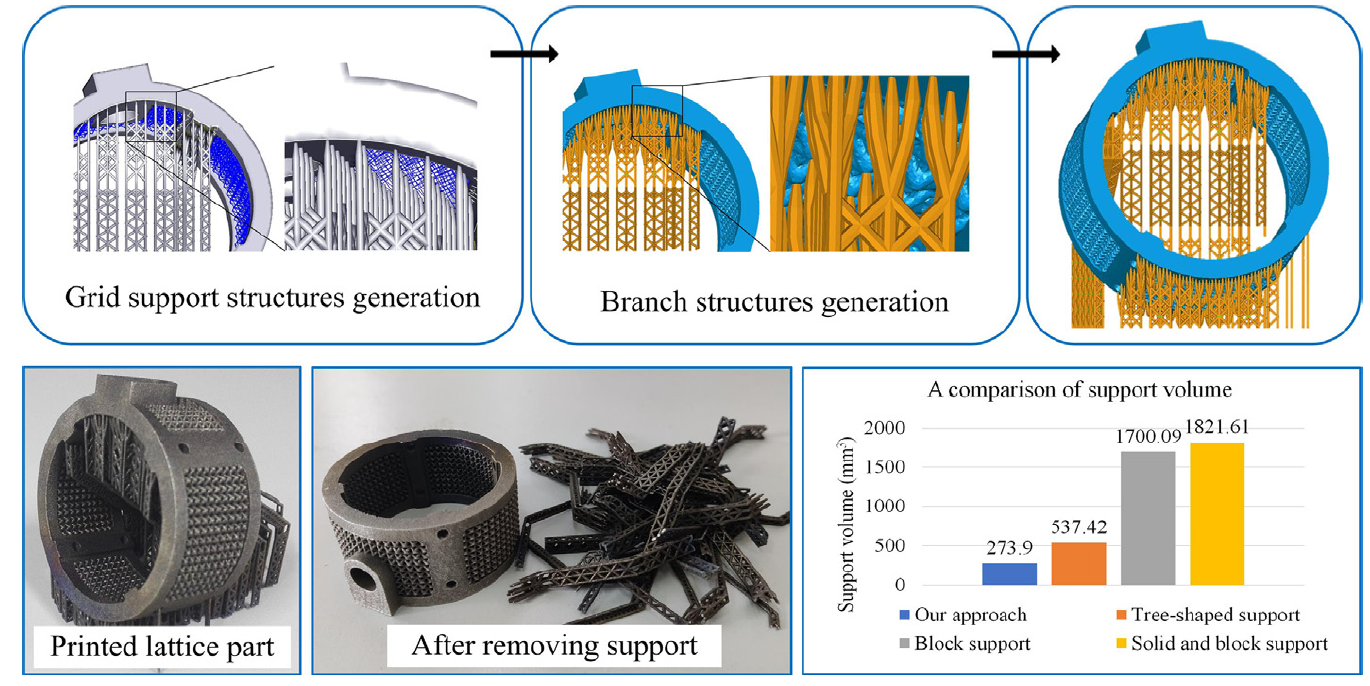 Grid support structures generation
Branch structures generation
Printed lattice part
After removing support
A comparison of support volume
Support volume (mm³)
2000
1500
1000
500
0
273.9
537.42
1700.09
1821.61
Our approach
Tree-shaped support
Block support
Solid and block support